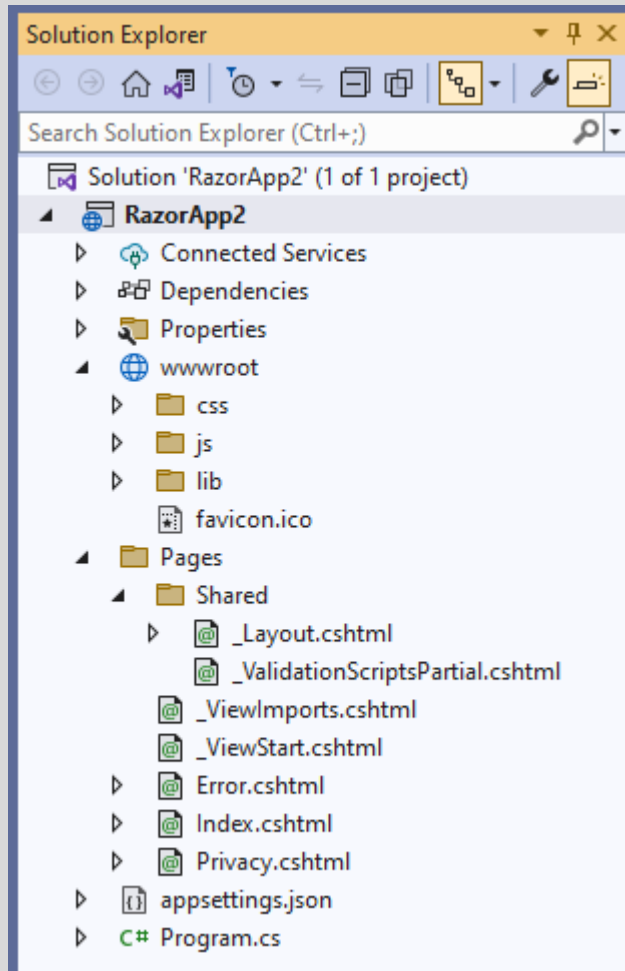 Solution Explorer
Search Solution Explorer (Ctrl+;)
Solution 'RazorApp2' (1 of 1 project)
RazorApp2
Connected Services
Dependencies
Properties
wwwroot
css
js
lib
favicon.ico
Pages
Shared
_Layout.cshtml
_ValidationScriptsPartial.cshtml
_ViewImports.cshtml
_ViewStart.cshtml
Error.cshtml
Index.cshtml
Privacy.cshtml
appsettings.json
C# Program.cs